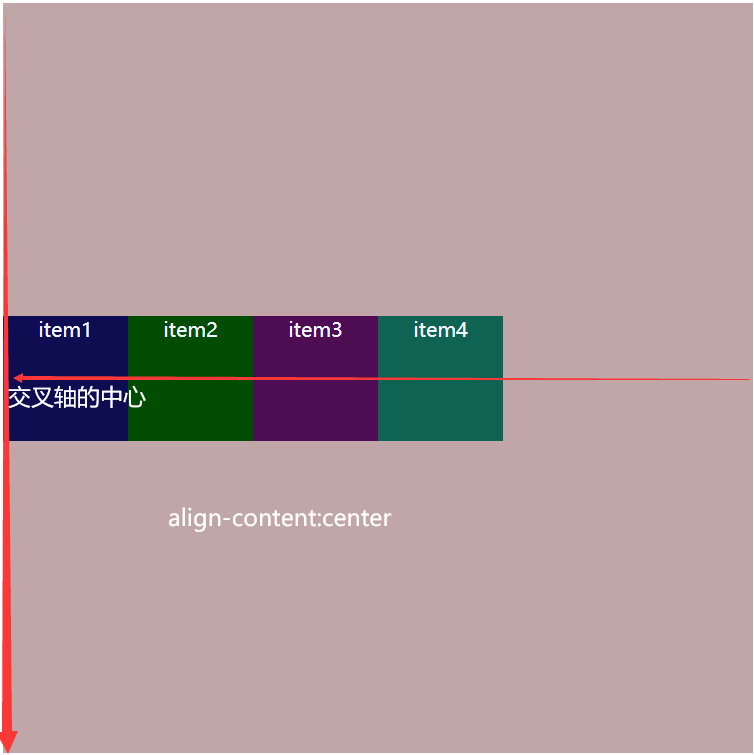 item1 item2 item3 item4
交叉轴的中心
align-content:center